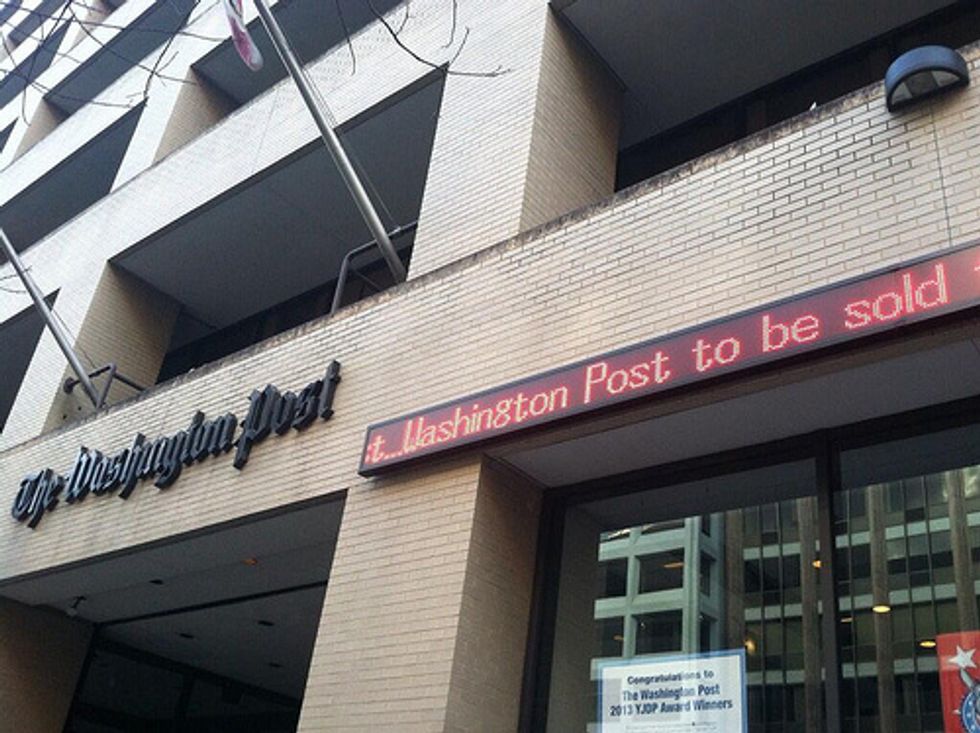 The Washington Post
t...Washington Post to be sold
Congratulations to
The Washington Post
2013 YJDP Award Winners